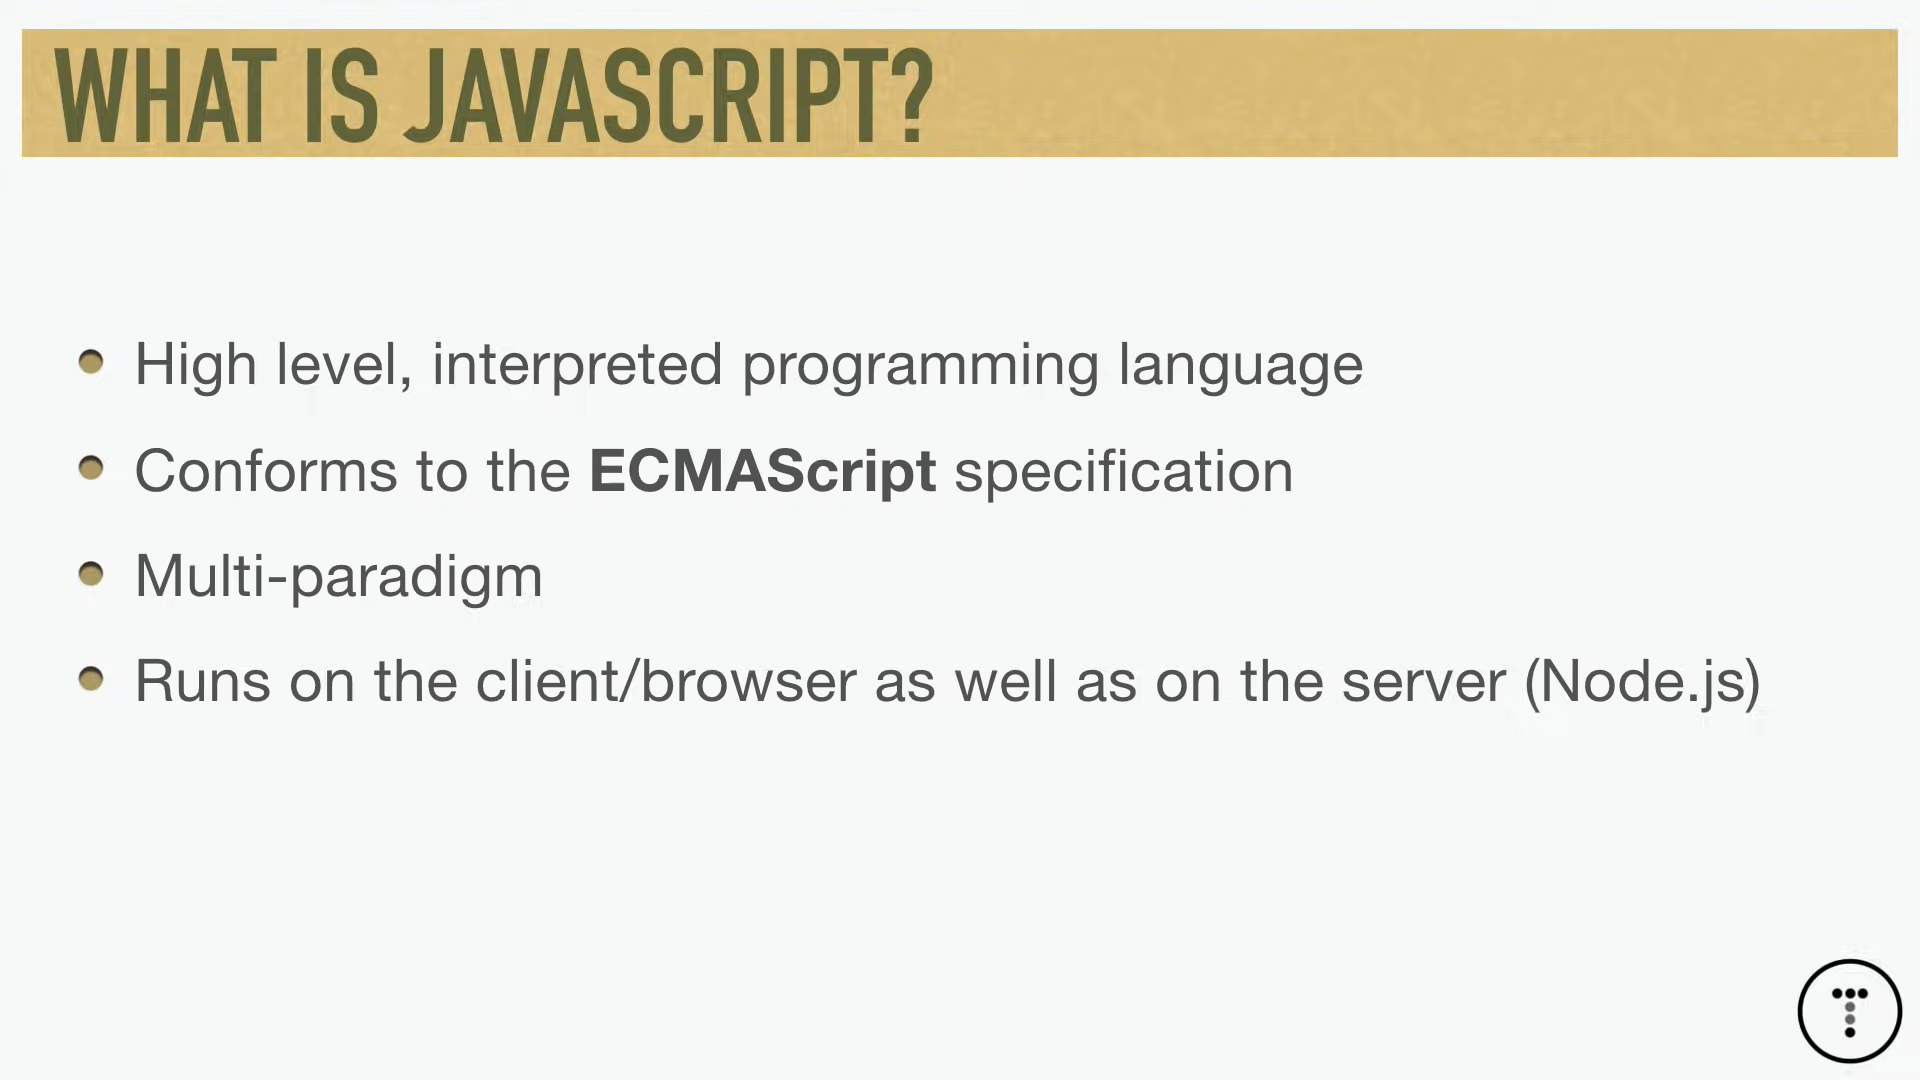 WHAT IS JAVASCRIPT?
High level, interpreted programming language
Conforms to the ECMAScript specification
Multi-paradigm
Runs on the client/browser as well as on the server (Node.js)
T